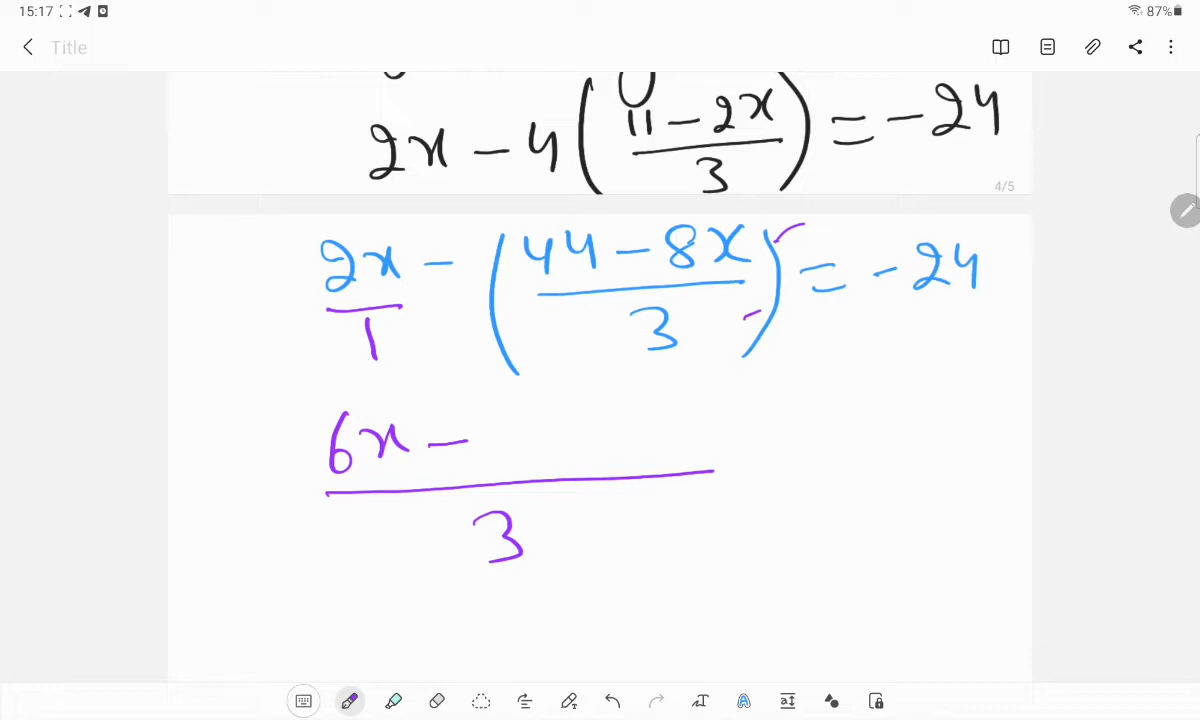 15:17 87%
Title
2x - 4(11 - 2x / 3) = -24
4/5
2x/1 - (44 - 8x / 3) = -24
6x - / 3